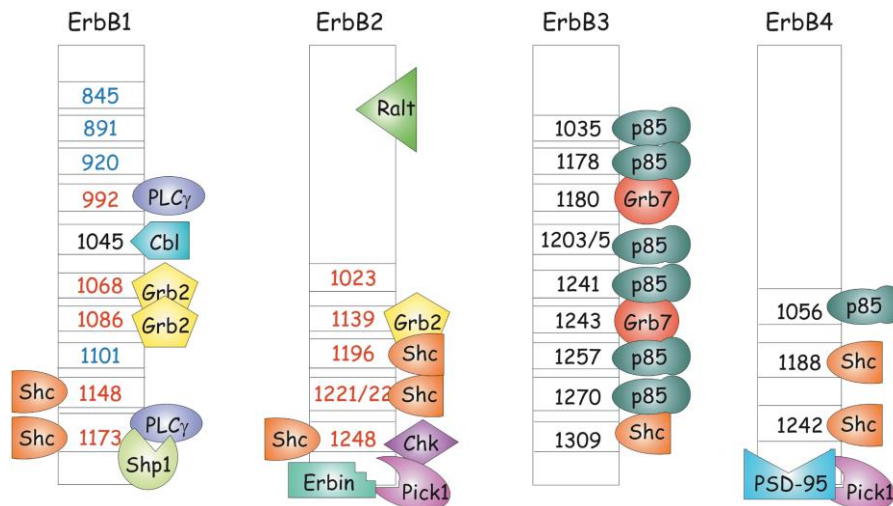 ErbB1
ErbB2
ErbB3
ErbB4
845
891
920
992 PLCγ
1045 Cbl
1068 Grb2
1086 Grb2
1101
Shc 1148
Shc 1173 PLCγ
Shp1
Ralt
1023
1139 Grb2
1196 Shc
1221/22 Shc
Shc 1248 Chk
Erbin Pick1
1035 p85
1178 p85
1180 Grb7
1203/5 p85
1241 p85
1243 Grb7
1257 p85
1270 p85
1309 Shc
1056 p85
1188 Shc
1242 Shc
PSD-95 Pick1